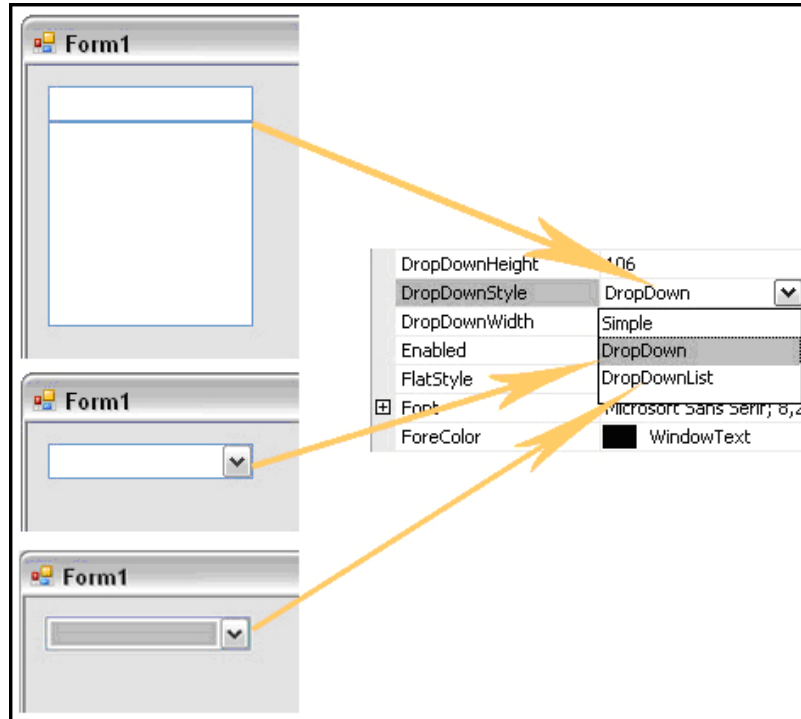 Form1
DropDownHeight 106
DropDownStyle DropDown
DropDownWidth Simple
Enabled DropDown
FlatStyle DropDownList
Font Microsoft Sans Serif; 8,2
ForeColor WindowText
Form1
Form1